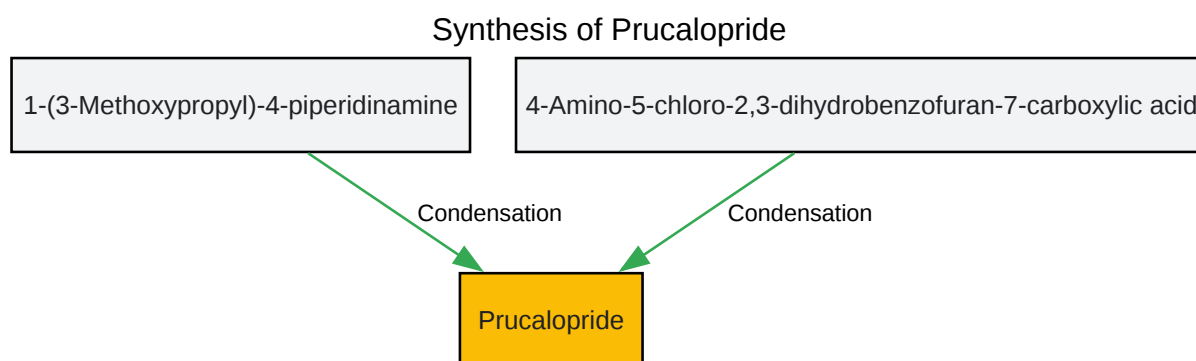 Synthesis of Prucalopride
1-(3-Methoxypropyl)-4-piperidinamine
4-Amino-5-chloro-2,3-dihydrobenzofuran-7-carboxylic acid
Condensation
Condensation
Prucalopride